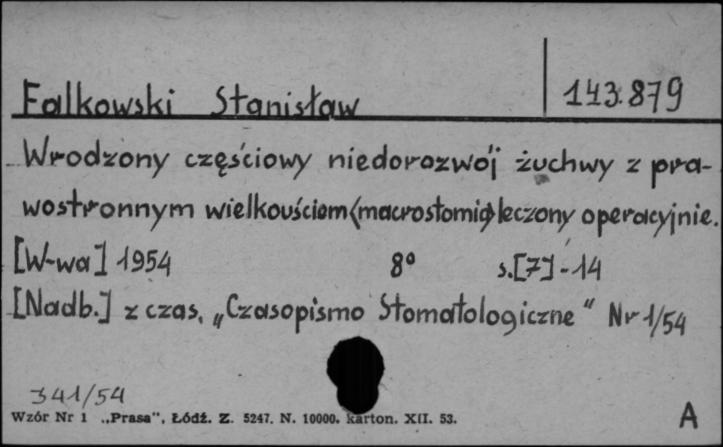 Falkowski Stanisław 143.879
Wrodzony częściowy niedorozwój żuchwy z pra-
wostronnym wielkouściem (macrostomia) leczony operacyjnie.
[W-wa] 1954 8° s.[7]-14
[Nadb.] z czas. „Czasopismo Stomatologiczne" Nr 1/54
341/54
Wzór Nr 1 „Prasa", Łódź. Z. 5247. N. 10000. karton. XII. 53.
A